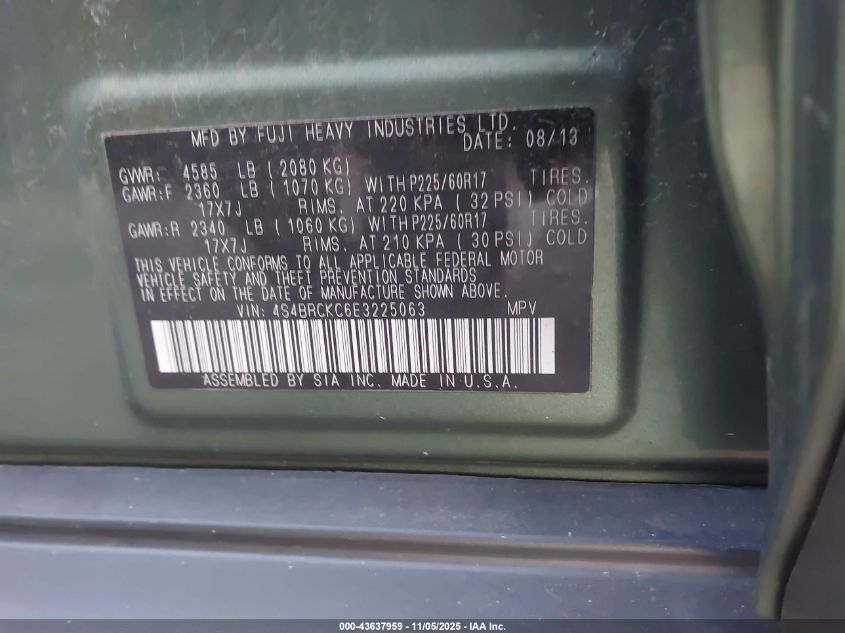 MFD BY FUJI HEAVY INDUSTRIES LTD.
DATE: 08/13
GVWR: 4585 LB ( 2080 KG)
GAWR:F 2360 LB ( 1070 KG) WITH P225/60R17 TIRES.
17X7J RIMS. AT 220 KPA ( 32 PSI) COLD
GAWR:R 2340 LB ( 1060 KG) WITH P225/60R17 TIRES.
17X7J RIMS. AT 210 KPA ( 30 PSI) COLD
THIS VEHICLE CONFORMS TO ALL APPLICABLE FEDERAL MOTOR
VEHICLE SAFETY AND THEFT PREVENTION STANDARDS
IN EFFECT ON THE DATE OF MANUFACTURE SHOWN ABOVE.
VIN: 4S4BRCKC6E3225063 MPV
ASSEMBLED BY SIA INC. MADE IN U.S.A.
000-43637959 - 11/05/2025 - IAA Inc.